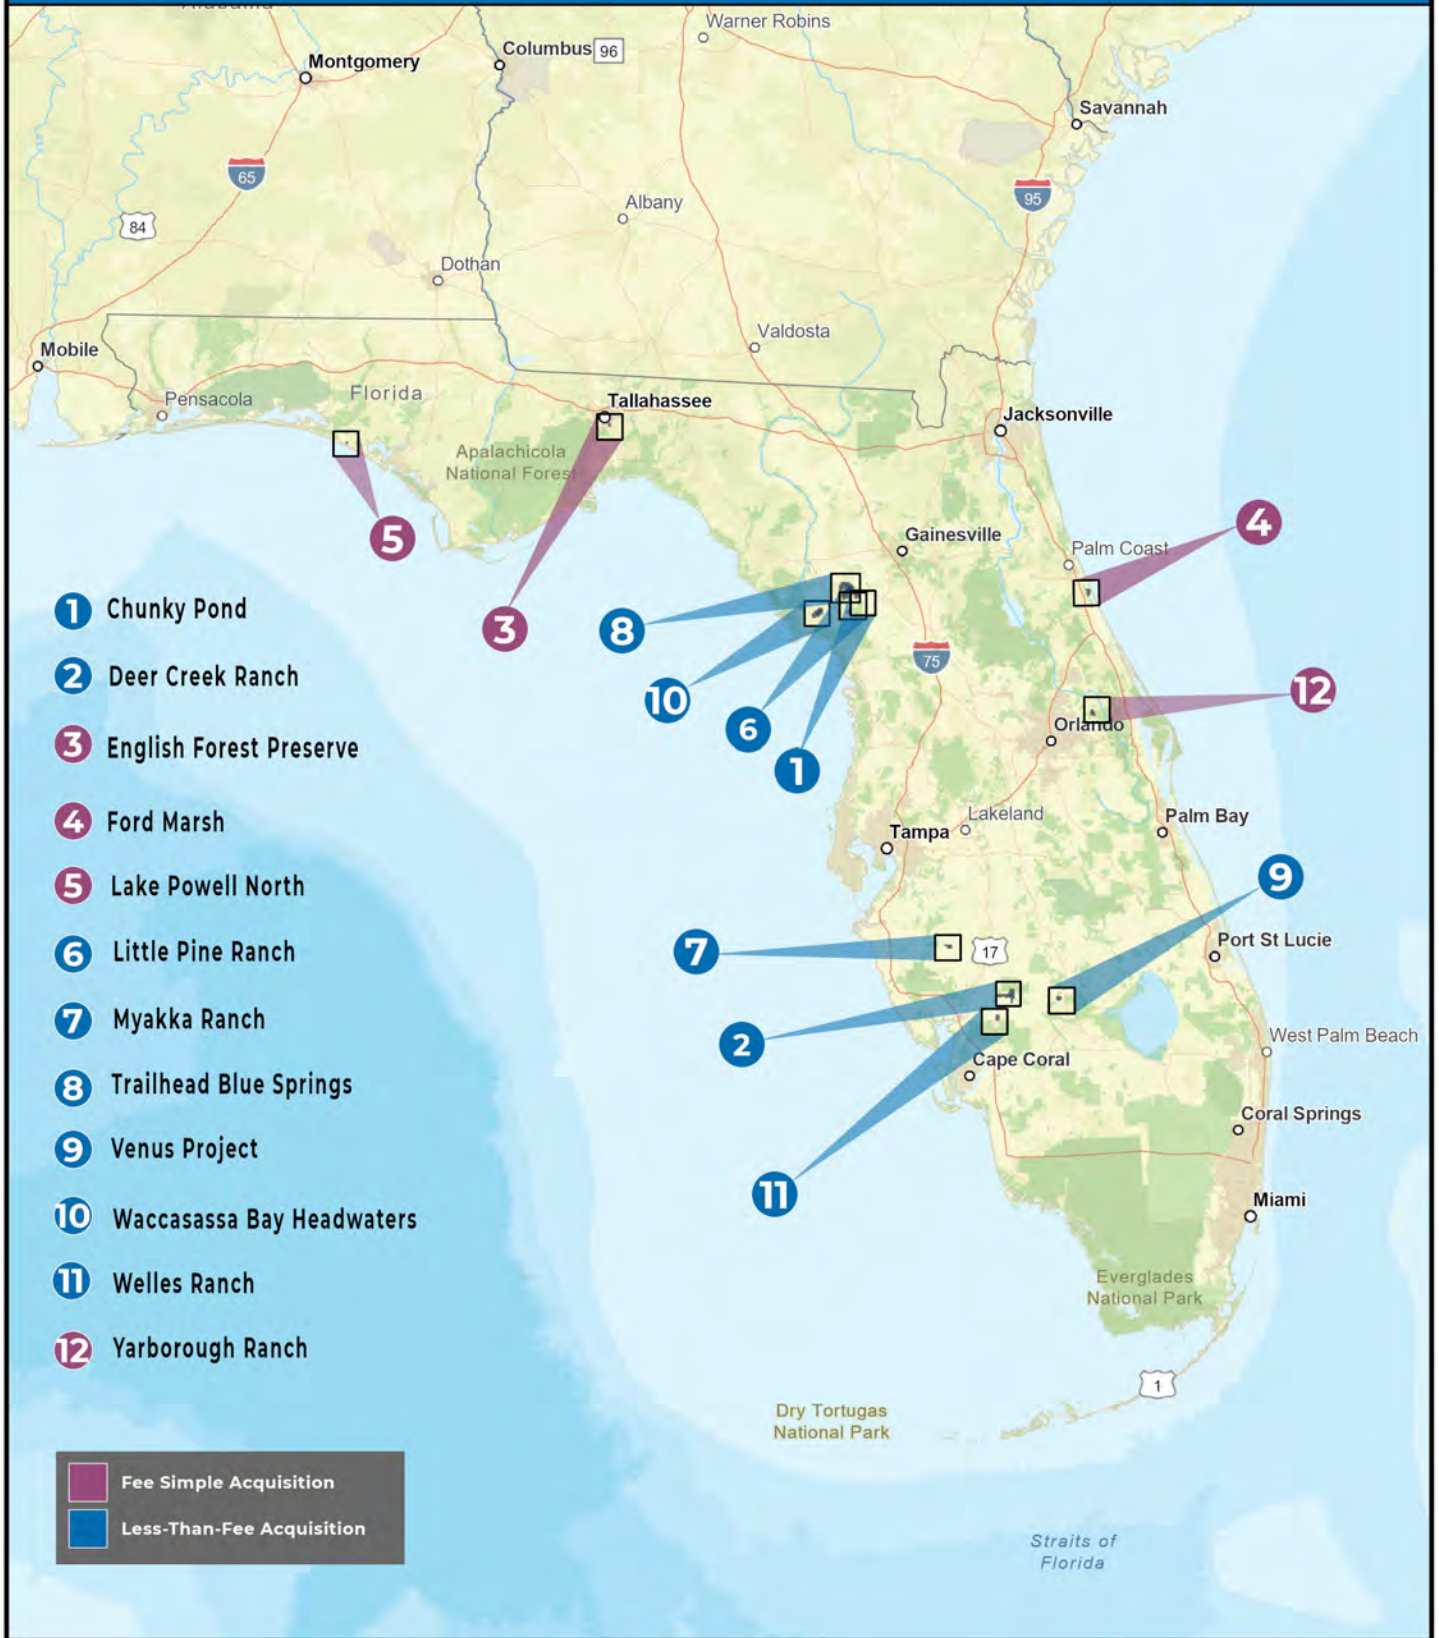 Alabama
Warner Robins
Columbus
96
Montgomery
Savannah
65
95
Albany
84
Dothan
Valdosta
Mobile
Pensacola
Florida
Tallahassee
Jacksonville
Apalachicola
National Forest
5
4
Gainesville
Palm Coast
1 Chunky Pond
3
8
75
2 Deer Creek Ranch
10
12
6
Orlando
3 English Forest Preserve
1
4 Ford Marsh
Lakeland
Tampa
Palm Bay
5 Lake Powell North
9
6 Little Pine Ranch
7
17
Port St Lucie
7 Myakka Ranch
2
West Palm Beach
Cape Coral
8 Trailhead Blue Springs
Coral Springs
9 Venus Project
11
Miami
10 Waccasassa Bay Headwaters
11 Welles Ranch
Everglades
National Park
12 Yarborough Ranch
1
Dry Tortugas
National Park
Fee Simple Acquisition
Less-Than-Fee Acquisition
Straits of
Florida